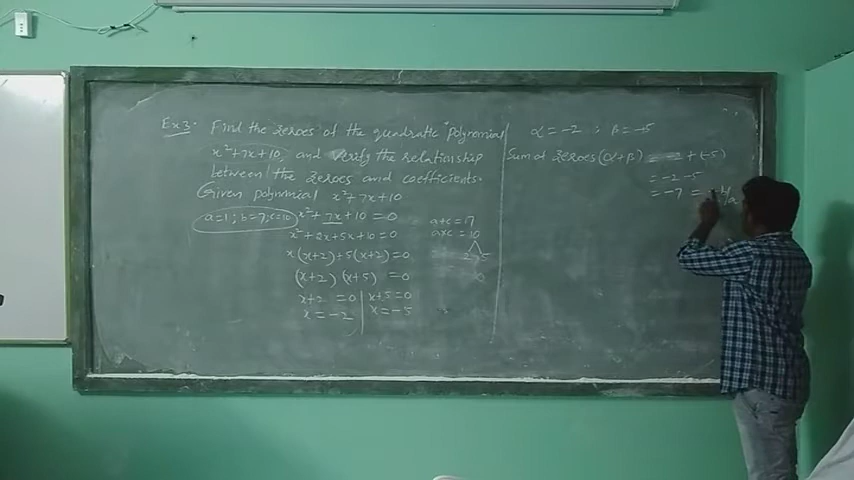 Ex3: Find the zeroes of the quadratic Polynomial
x²+7x+10, and verify the relationship
between the zeroes and coefficients.
Given polynomial x²+7x+10
a=1; b=7; c=10
x²+7x+10 = 0
x²+2x+5x+10=0
x(x+2)+5(x+2)=0
(x+2) (x+5) =0
x+2 =0
x=-2
x+5=0
x=-5
a×c = 10
2 5
α=-2 ; β=-5
Sum of zeroes (α+β) = -2+(-5)
= -2-5
= -7 = -b/a